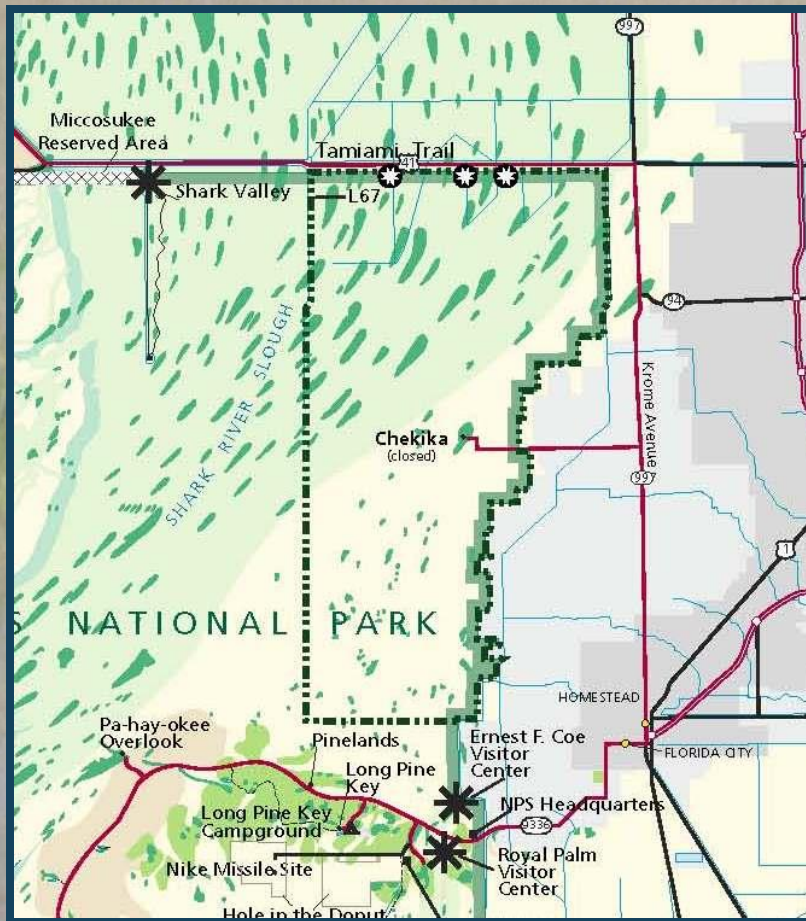 997
Miccosukee
Reserved Area
Tamiami Trail
41
Shark Valley
L67
94
SHARK RIVER SLOUGH
Krome Avenue
Chekika
(closed)
997
1
S NATIONAL PARK
HOMESTEAD
Pa-hay-okee
Overlook
Pinelands
Ernest F. Coe
Visitor
Center
FLORIDA CITY
Long Pine
Key
Long Pine Key
Campground
NPS Headquarters
9336
Nike Missile Site
Royal Palm
Visitor
Center
Hole in the Donut